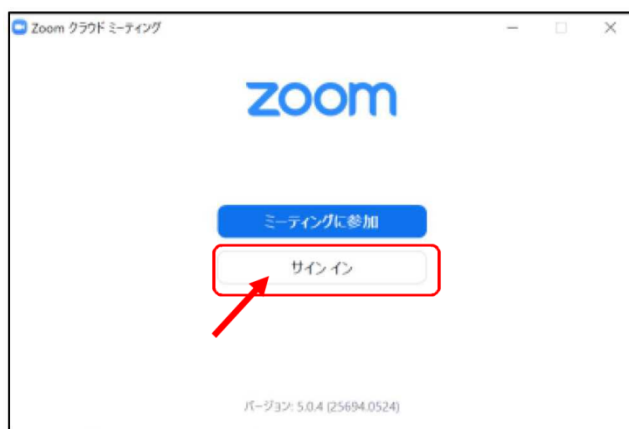 Zoom クラウド ミーティング
zoom
ミーティングに参加
サイン イン
バージョン: 5.0.4 (25694.0524)